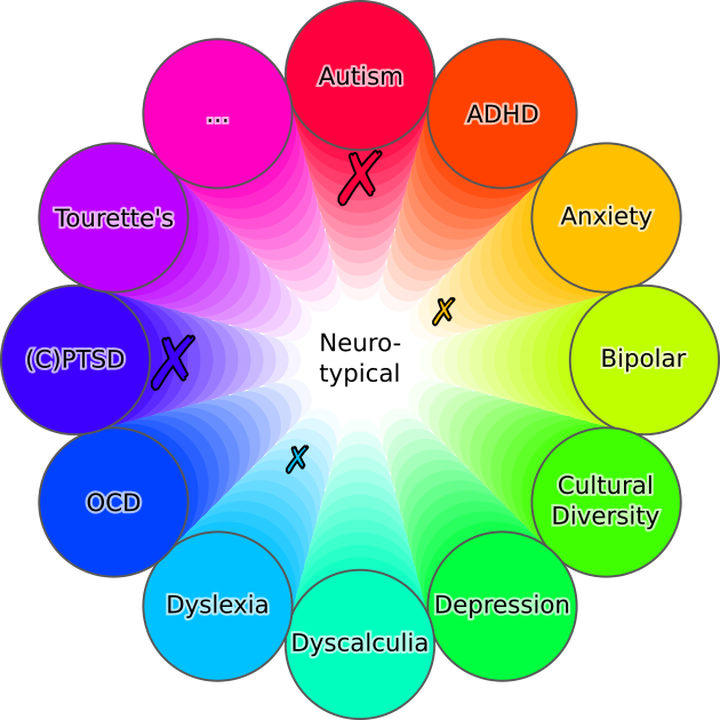 Autism
...
ADHD
Tourette's
Anxiety
(C)PTSD
Neuro-
typical
Bipolar
OCD
Cultural
Diversity
Dyslexia
Depression
Dyscalculia